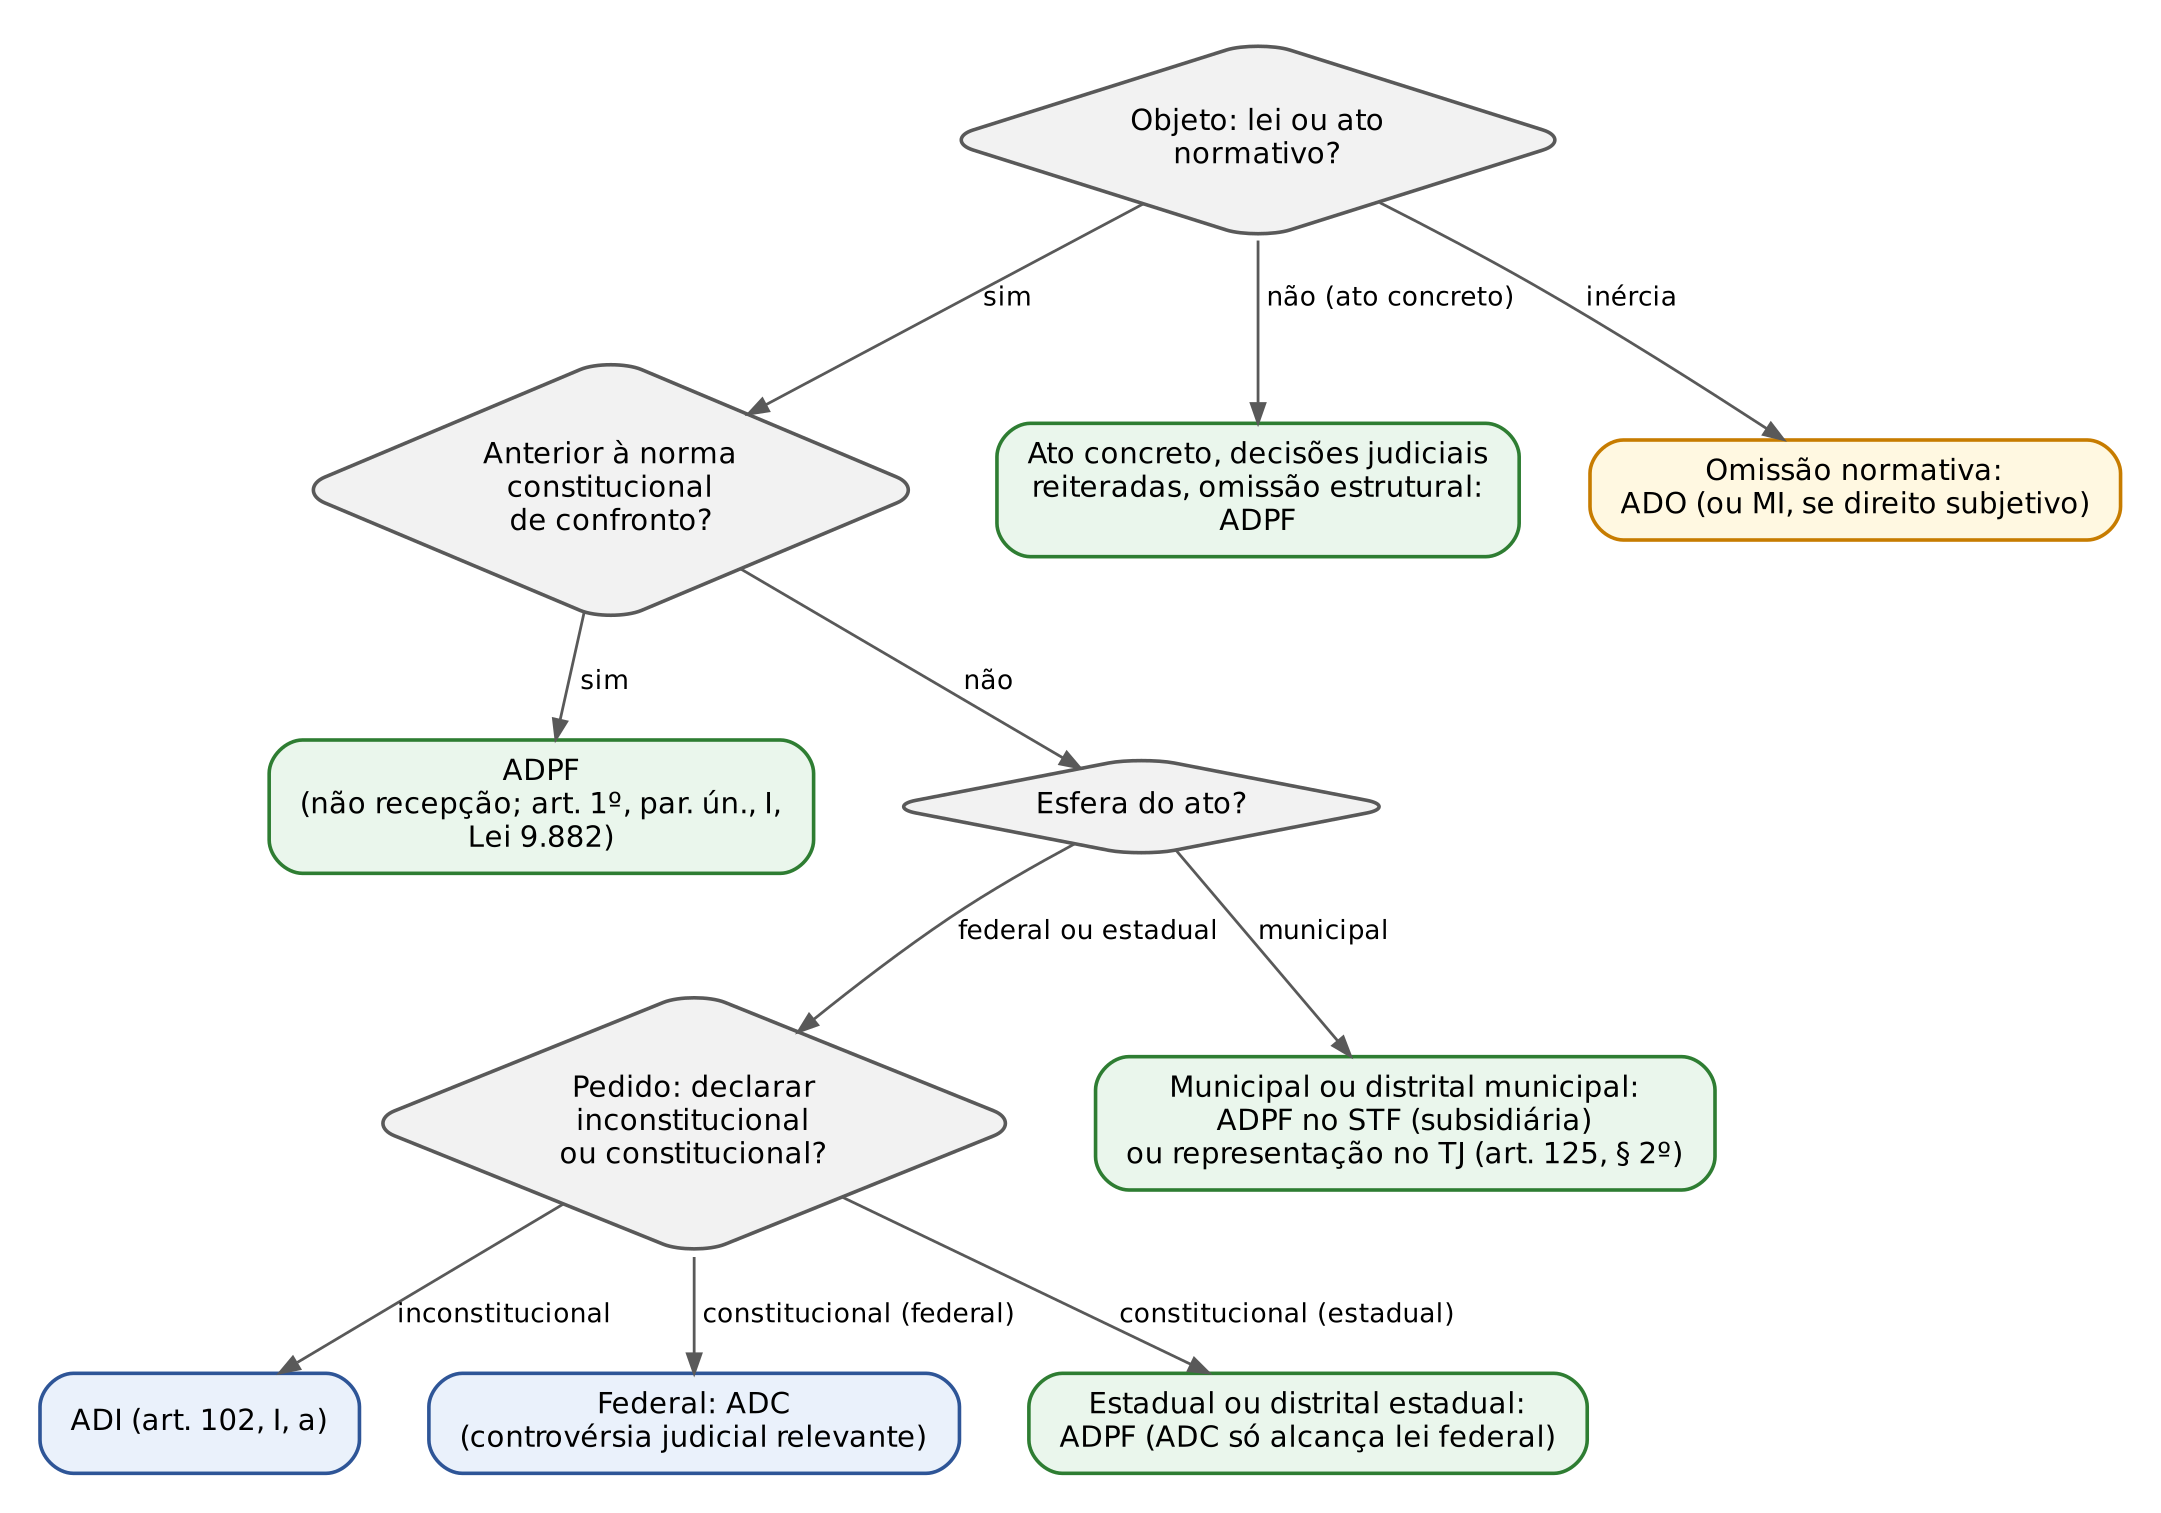 Objeto: lei ou ato
normativo?
sim
não (ato concreto)
inércia
Anterior à norma
constitucional
de confronto?
Ato concreto, decisões judiciais
reiteradas, omissão estrutural:
ADPF
Omissão normativa:
ADO (ou MI, se direito subjetivo)
sim
não
ADPF
(não recepção; art. 1º, par. ún., I,
Lei 9.882)
Esfera do ato?
federal ou estadual
municipal
Pedido: declarar
inconstitucional
ou constitucional?
Municipal ou distrital municipal:
ADPF no STF (subsidiária)
ou representação no TJ (art. 125, § 2º)
inconstitucional
constitucional (federal)
constitucional (estadual)
ADI (art. 102, I, a)
Federal: ADC
(controvérsia judicial relevante)
Estadual ou distrital estadual:
ADPF (ADC só alcança lei federal)